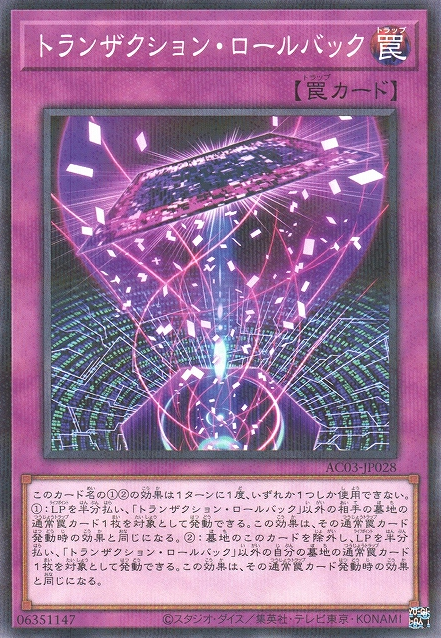 トランザクション・ロールバック 罠
トラップ
【罠カード】
トラップ
AC03-JP028
このカード名の①②の効果は1ターンに1度、いずれか1つしか使用できない。
①：LPを半分払い、「トランザクション・ロールバック」以外の相手の墓地の
通常罠カード1枚を対象として発動できる。この効果は、その通常罠カード
発動時の効果と同じになる。②：墓地のこのカードを除外し、LPを半分
払い、「トランザクション・ロールバック」以外の自分の墓地の通常罠カード
1枚を対象として発動できる。この効果は、その通常罠カード発動時の効果
と同じになる。
06351147
©スタジオ・ダイス／集英社・テレビ東京・KONAMI